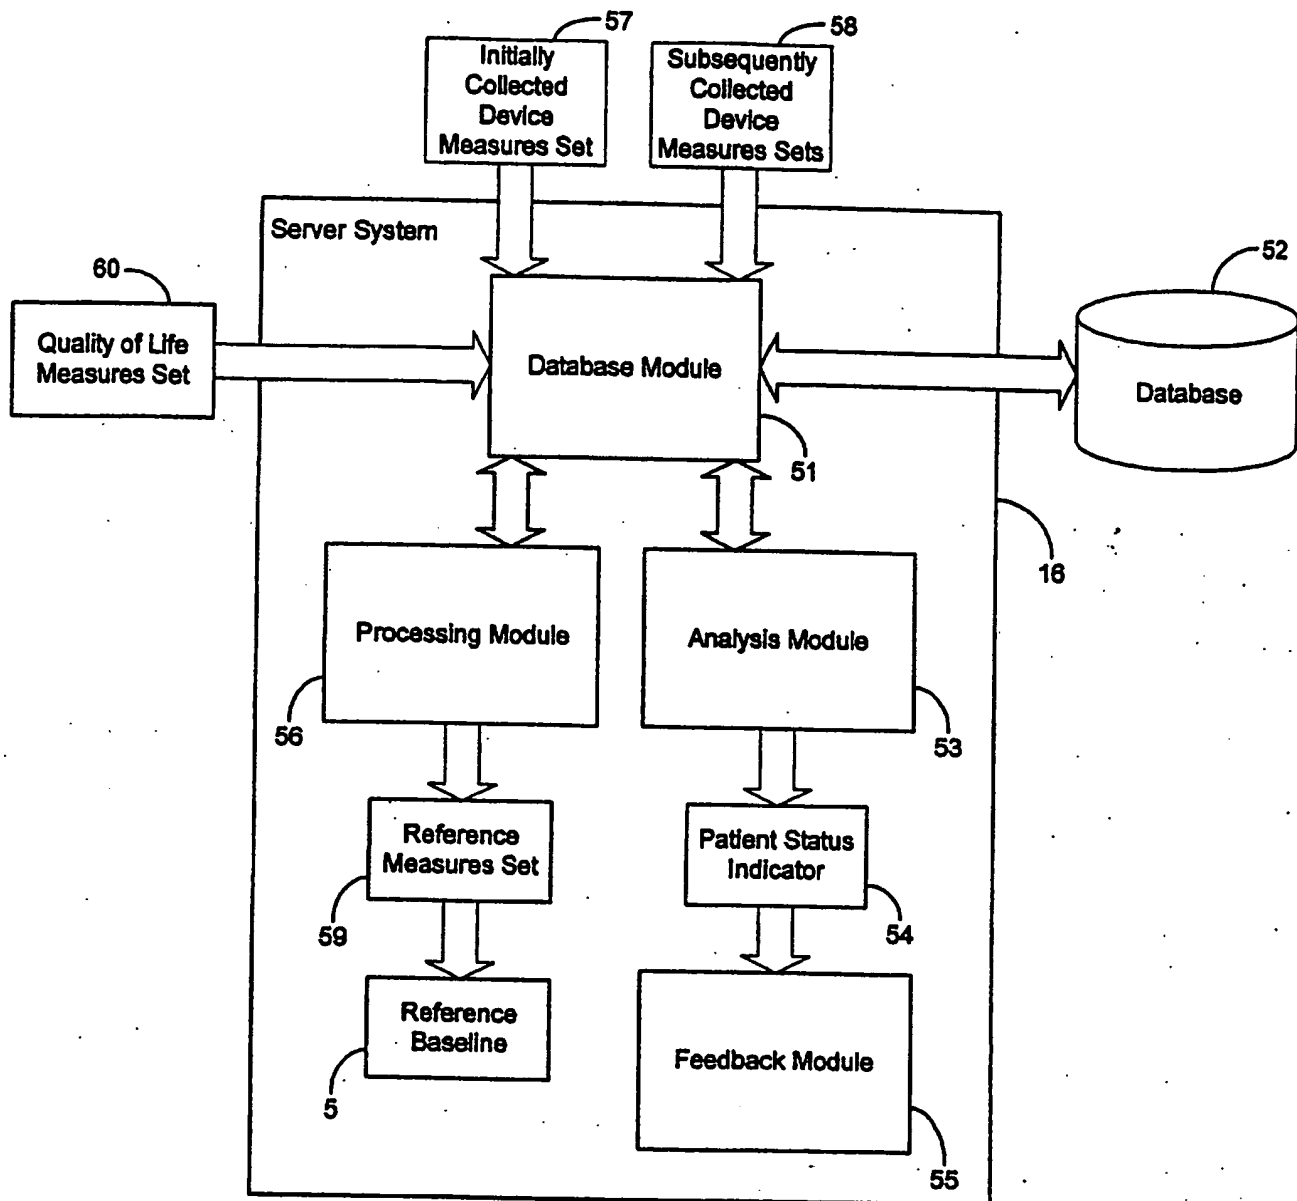 57
58
Initially
Collected
Device
Measures Set
Subsequently
Collected
Device
Measures Sets
Server System
60
52
Quality of Life
Measures Set
Database Module
Database
51
16
Processing Module
Analysis Module
56
53
Reference
Measures Set
Patient Status
Indicator
59
54
Reference
Baseline
Feedback Module
5
55